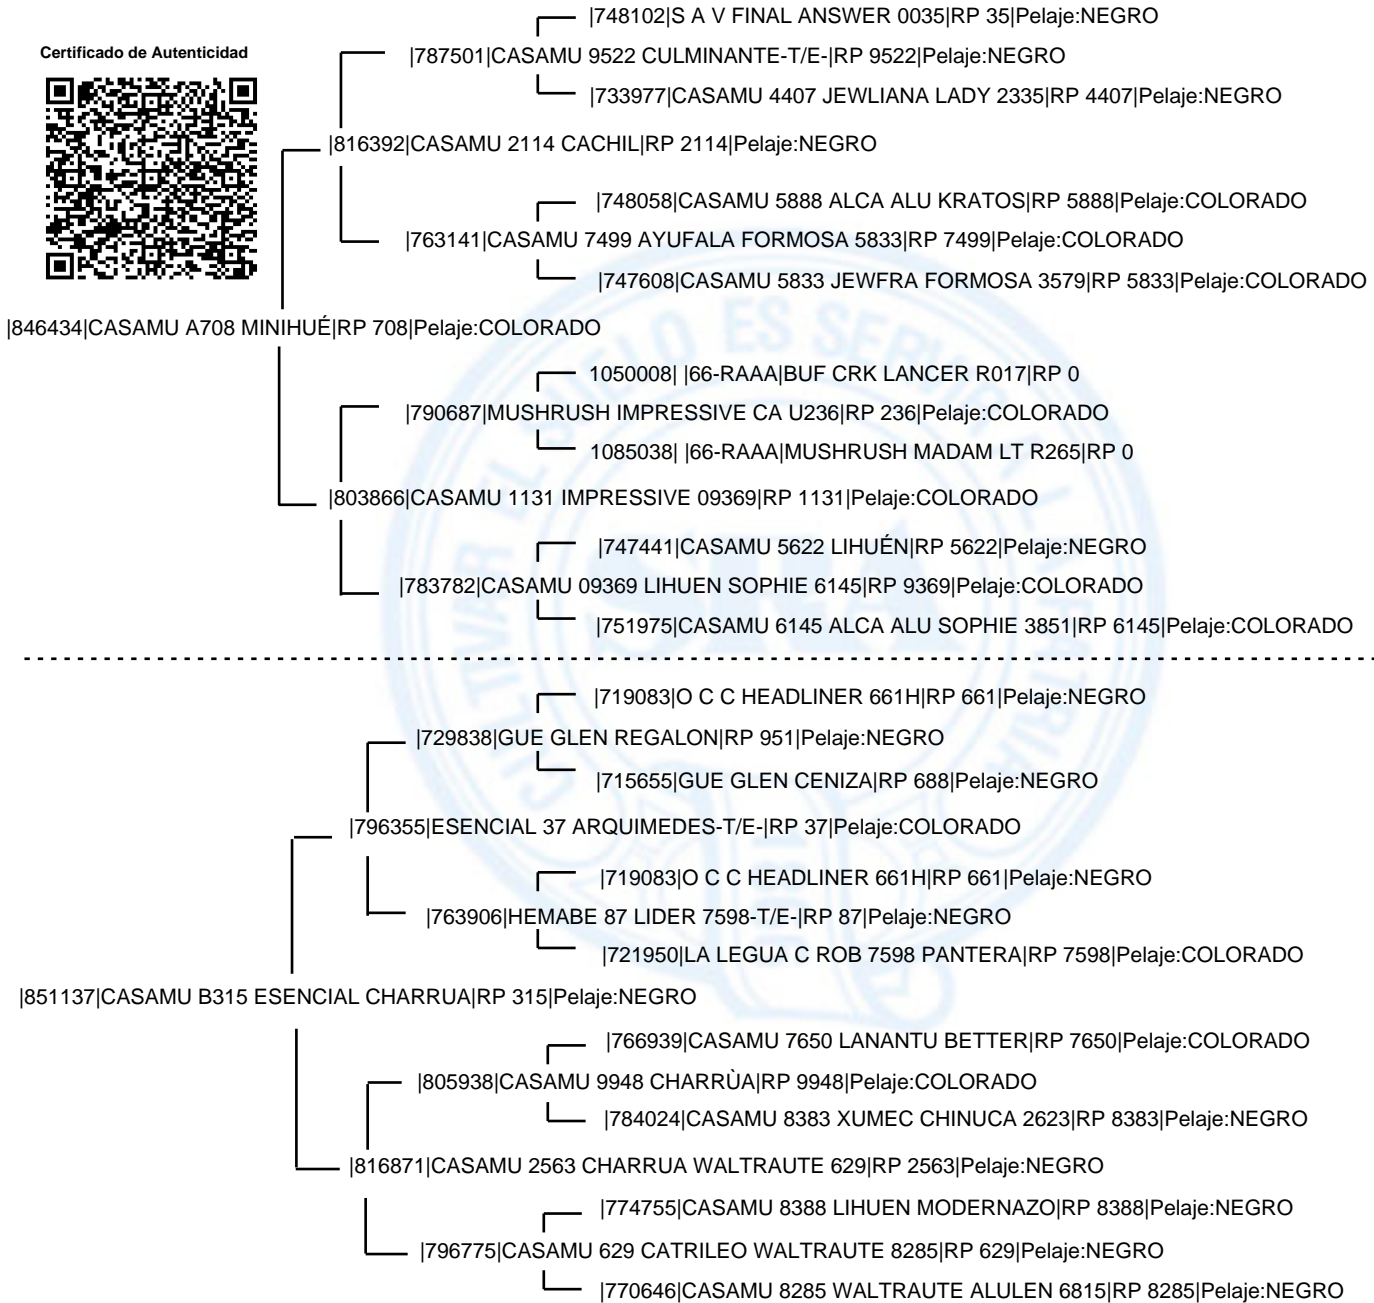 |748102|S A V FINAL ANSWER 0035|RP 35|Pelaje:NEGRO
Certificado de Autenticidad
|787501|CASAMU 9522 CULMINANTE-T/E-|RP 9522|Pelaje:NEGRO
|733977|CASAMU 4407 JEWLIANA LADY 2335|RP 4407|Pelaje:NEGRO
|816392|CASAMU 2114 CACHIL|RP 2114|Pelaje:NEGRO
|748058|CASAMU 5888 ALCA ALU KRATOS|RP 5888|Pelaje:COLORADO
|763141|CASAMU 7499 AYUFALA FORMOSA 5833|RP 7499|Pelaje:COLORADO
|747608|CASAMU 5833 JEWFRA FORMOSA 3579|RP 5833|Pelaje:COLORADO
|846434|CASAMU A708 MINIHUÉ|RP 708|Pelaje:COLORADO
1050008| |66-RAAA|BUF CRK LANCER R017|RP 0
|790687|MUSHRUSH IMPRESSIVE CA U236|RP 236|Pelaje:COLORADO
1085038| |66-RAAA|MUSHRUSH MADAM LT R265|RP 0
|803866|CASAMU 1131 IMPRESSIVE 09369|RP 1131|Pelaje:COLORADO
|747441|CASAMU 5622 LIHUÉN|RP 5622|Pelaje:NEGRO
|783782|CASAMU 09369 LIHUEN SOPHIE 6145|RP 9369|Pelaje:COLORADO
|751975|CASAMU 6145 ALCA ALU SOPHIE 3851|RP 6145|Pelaje:COLORADO
|719083|O C C HEADLINER 661H|RP 661|Pelaje:NEGRO
|729838|GUE GLEN REGALON|RP 951|Pelaje:NEGRO
|715655|GUE GLEN CENIZA|RP 688|Pelaje:NEGRO
|796355|ESENCIAL 37 ARQUIMEDES-T/E-|RP 37|Pelaje:COLORADO
|719083|O C C HEADLINER 661H|RP 661|Pelaje:NEGRO
|763906|HEMABE 87 LIDER 7598-T/E-|RP 87|Pelaje:NEGRO
|721950|LA LEGUA C ROB 7598 PANTERA|RP 7598|Pelaje:COLORADO
|851137|CASAMU B315 ESENCIAL CHARRUA|RP 315|Pelaje:NEGRO
|766939|CASAMU 7650 LANANTU BETTER|RP 7650|Pelaje:COLORADO
|805938|CASAMU 9948 CHARRÙA|RP 9948|Pelaje:COLORADO
|784024|CASAMU 8383 XUMEC CHINUCA 2623|RP 8383|Pelaje:NEGRO
|816871|CASAMU 2563 CHARRUA WALTRAUTE 629|RP 2563|Pelaje:NEGRO
|774755|CASAMU 8388 LIHUEN MODERNAZO|RP 8388|Pelaje:NEGRO
|796775|CASAMU 629 CATRILEO WALTRAUTE 8285|RP 629|Pelaje:NEGRO
|770646|CASAMU 8285 WALTRAUTE ALULEN 6815|RP 8285|Pelaje:NEGRO
CULTIVAR EL SUELO ES SERVIR A LA PATRIA
SRA
1866